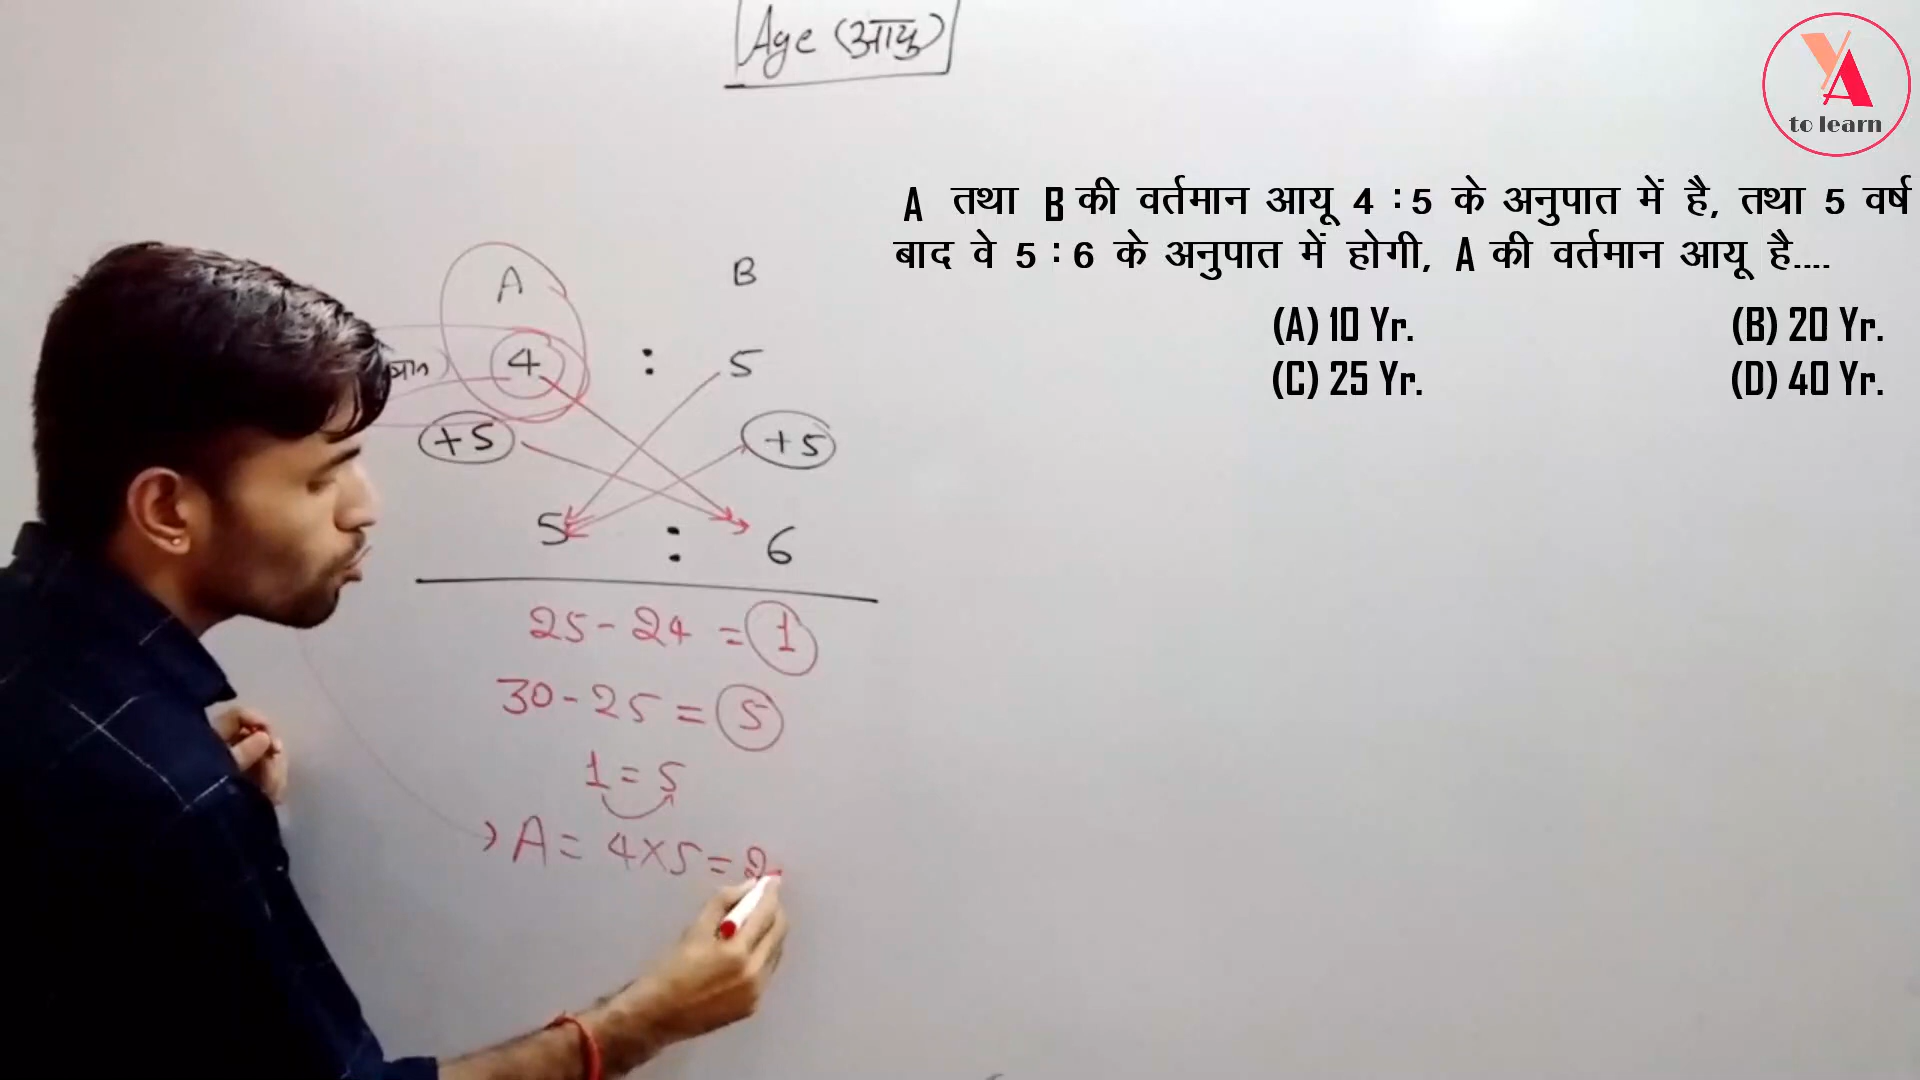 Age (आयु)
YA
to learn
A तथा B की वर्तमान आयू 4 : 5 के अनुपात में है, तथा 5 वर्ष
बाद वे 5 : 6 के अनुपात में होगी, A की वर्तमान आयू है....
(A) 10 Yr. (B) 20 Yr.
(C) 25 Yr. (D) 40 Yr.
A B
4 : 5
+5 +5
5 : 6
25 - 24 = 1
30 - 25 = 5
1 = 5
A = 4 x 5 = 2